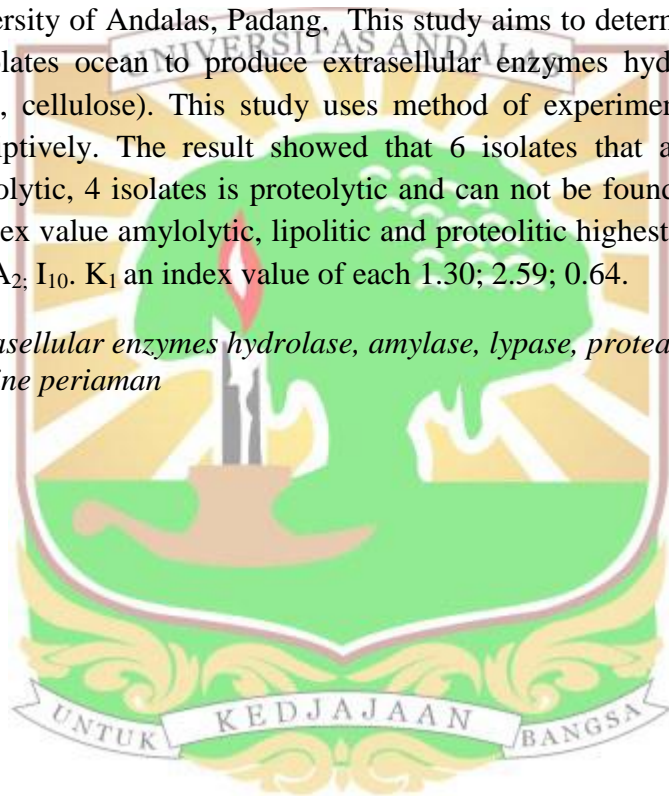 ersity of Andalas, Padang. This study aims to determ
olates ocean to produce extrasellular enzymes hyd
, cellulose). This study uses method of experimen
iptively. The result showed that 6 isolates that a
olytic, 4 isolates is proteolytic and can not be found
ex value amylolytic, lipolitic and proteolitic highest
A₂; I₁₀. K₁ an index value of each 1.30; 2.59; 0.64.
asellular enzymes hydrolase, amylase, lypase, protea
ine periaman
UNIVERSITAS ANDALAS
UNTUK KEDJAJAAN BANGSA